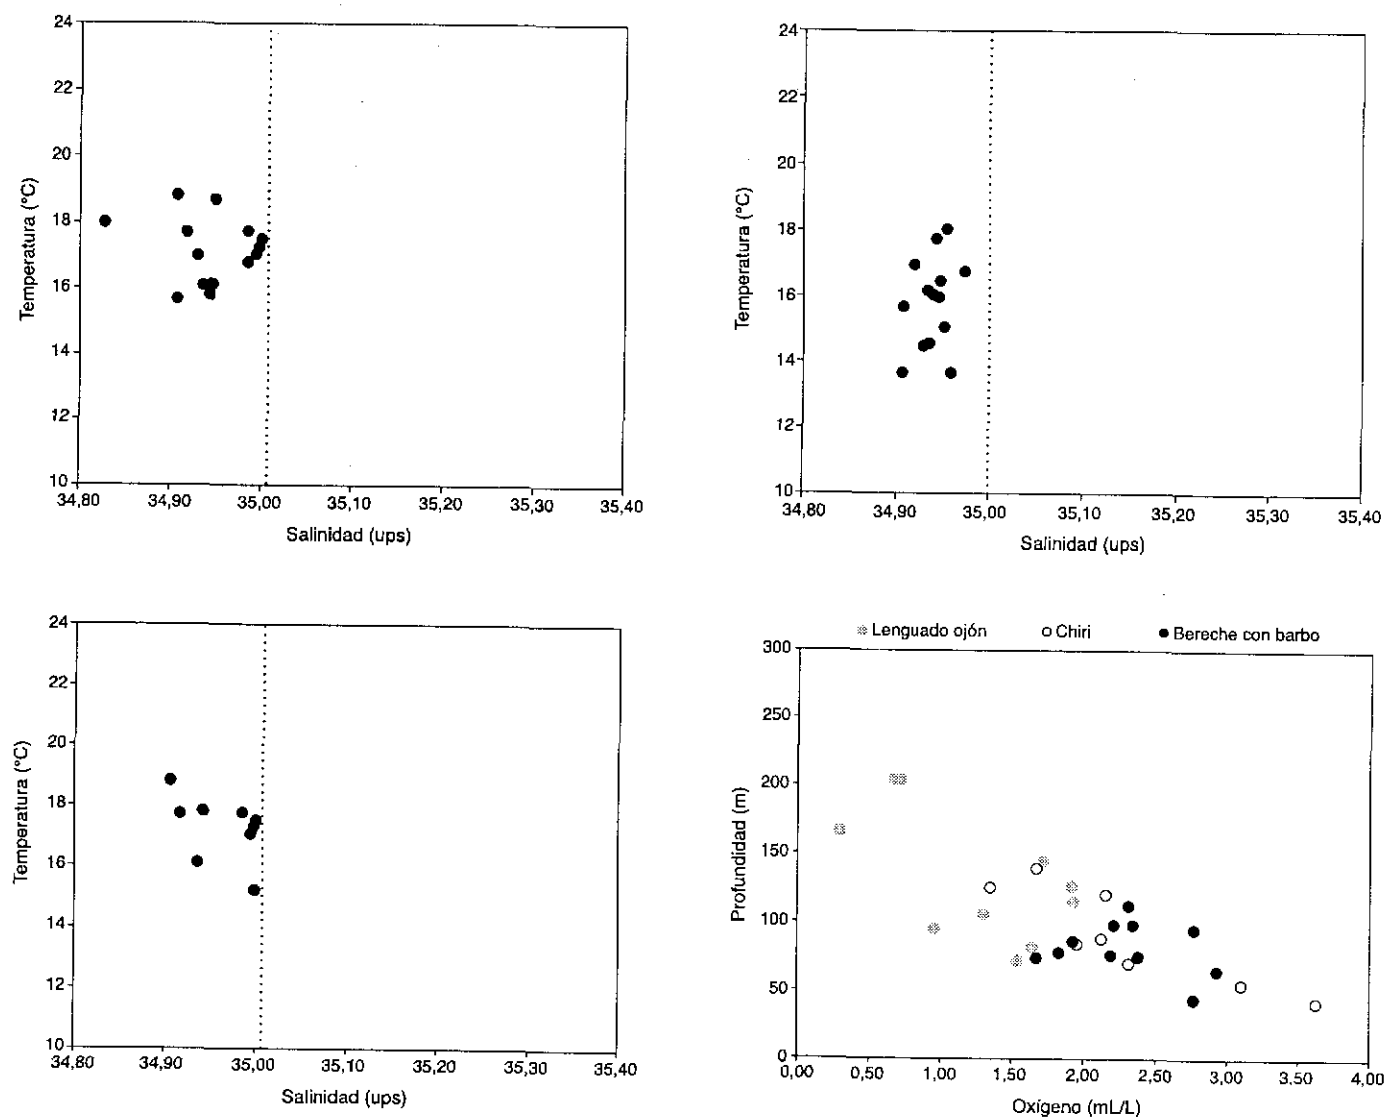 24
22
20
18
16
14
12
10
Temperatura (°C)
34,80 34,90 35,00 35,10 35,20 35,30 35,40
Salinidad (ups)
24
22
20
18
16
14
12
10
Temperatura (°C)
34,80 34,90 35,00 35,10 35,20 35,30 35,40
Salinidad (ups)
24
22
20
18
16
14
12
10
Temperatura (°C)
34,80 34,90 35,00 35,10 35,20 35,30 35,40
Salinidad (ups)
Lenguado ojón Chiri Bereche con barbo
300
250
200
150
100
50
0
Profundidad (m)
0,00 0,50 1,00 1,50 2,00 2,50 3,00 3,50 4,00
Oxígeno (mL/L)